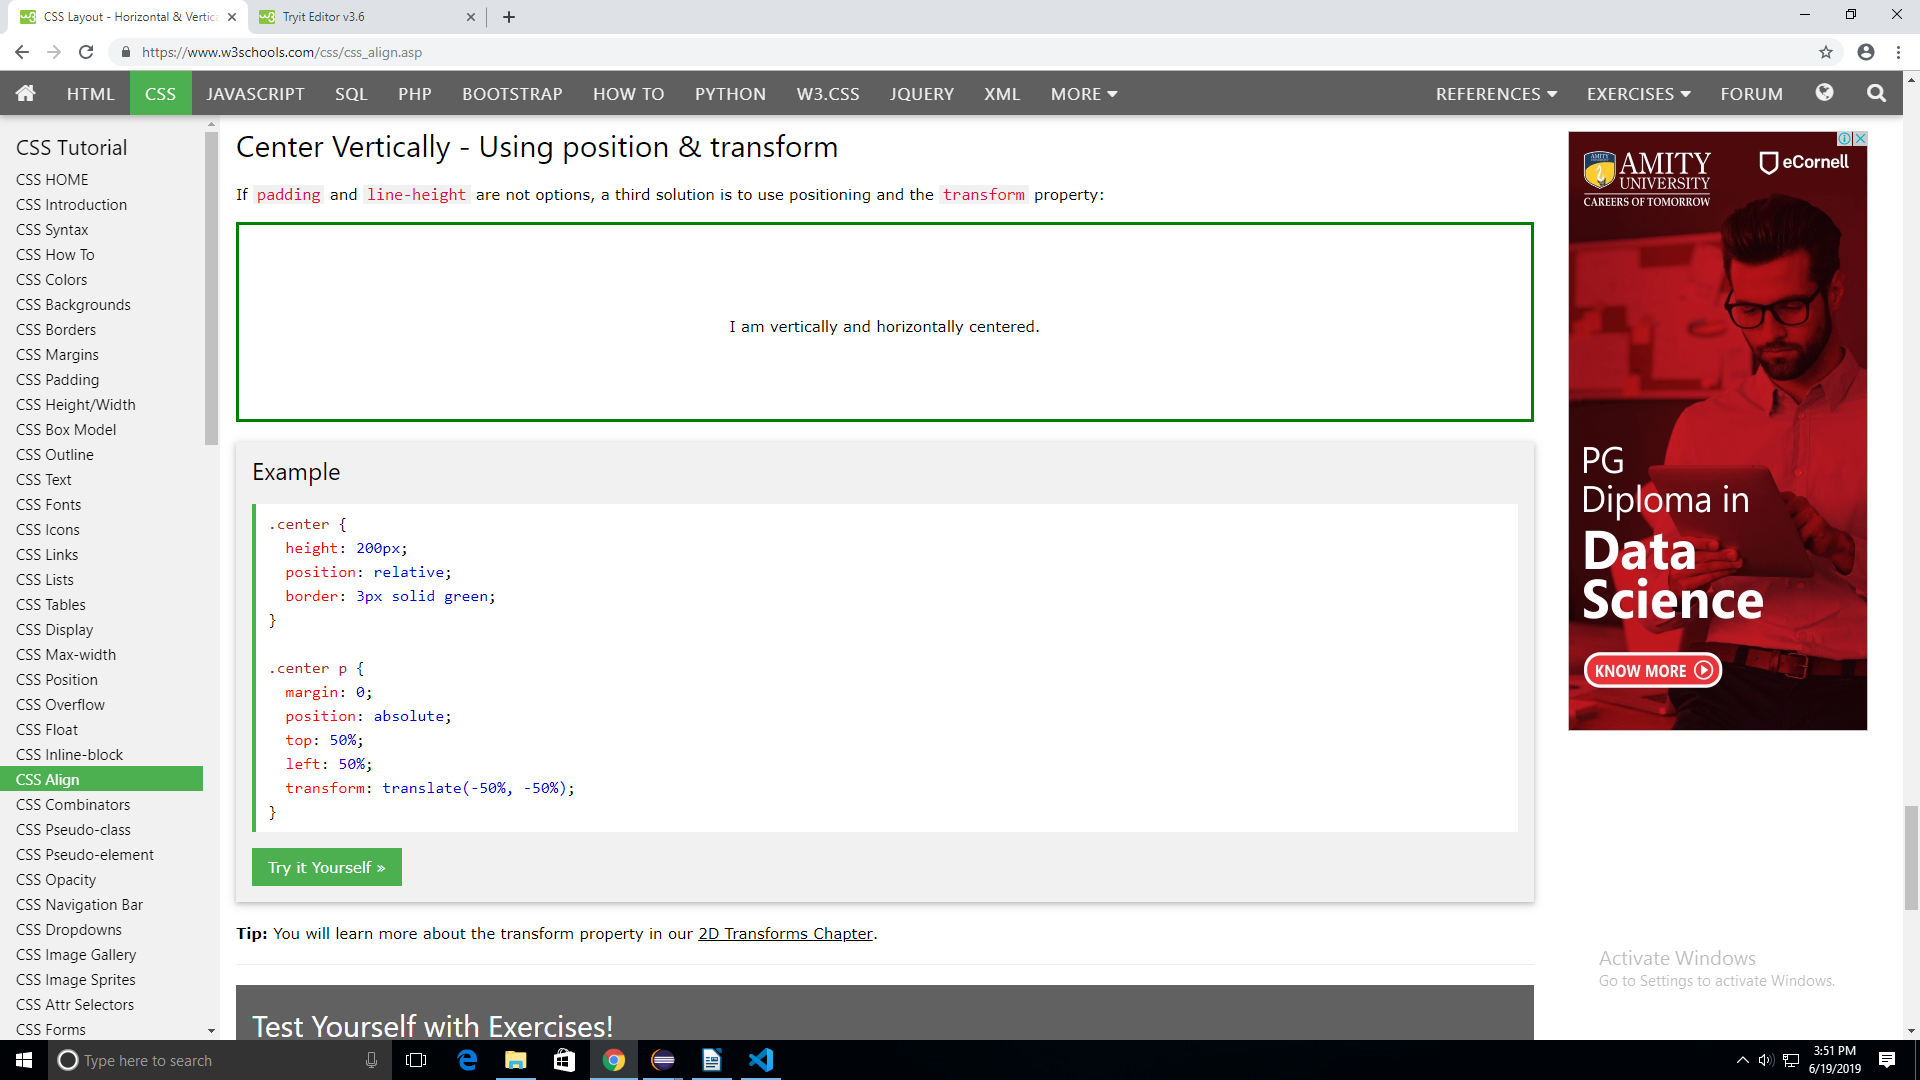 CSS Layout - Horizontal & Vertica
Tryit Editor v3.6
https://www.w3schools.com/css/css_align.asp
HTML
CSS
JAVASCRIPT
SQL
PHP
BOOTSTRAP
HOW TO
PYTHON
W3.CSS
JQUERY
XML
MORE
REFERENCES
EXERCISES
FORUM
CSS Tutorial
CSS HOME
CSS Introduction
CSS Syntax
CSS How To
CSS Colors
CSS Backgrounds
CSS Borders
CSS Margins
CSS Padding
CSS Height/Width
CSS Box Model
CSS Outline
CSS Text
CSS Fonts
CSS Icons
CSS Links
CSS Lists
CSS Tables
CSS Display
CSS Max-width
CSS Position
CSS Overflow
CSS Float
CSS Inline-block
CSS Align
CSS Combinators
CSS Pseudo-class
CSS Pseudo-element
CSS Opacity
CSS Navigation Bar
CSS Dropdowns
CSS Image Gallery
CSS Image Sprites
CSS Attr Selectors
CSS Forms
Center Vertically - Using position & transform
If padding and line-height are not options, a third solution is to use positioning and the transform property:
I am vertically and horizontally centered.
Example
.center {
height: 200px;
position: relative;
border: 3px solid green;
}
.center p {
margin: 0;
position: absolute;
top: 50%;
left: 50%;
transform: translate(-50%, -50%);
}
Try it Yourself »
Tip: You will learn more about the transform property in our 2D Transforms Chapter.
Test Yourself with Exercises!
AMITY
UNIVERSITY
CAREERS OF TOMORROW
eCornell
PG
Diploma in
Data
Science
KNOW MORE
Activate Windows
Go to Settings to activate Windows.
Type here to search
3:51 PM
6/19/2019